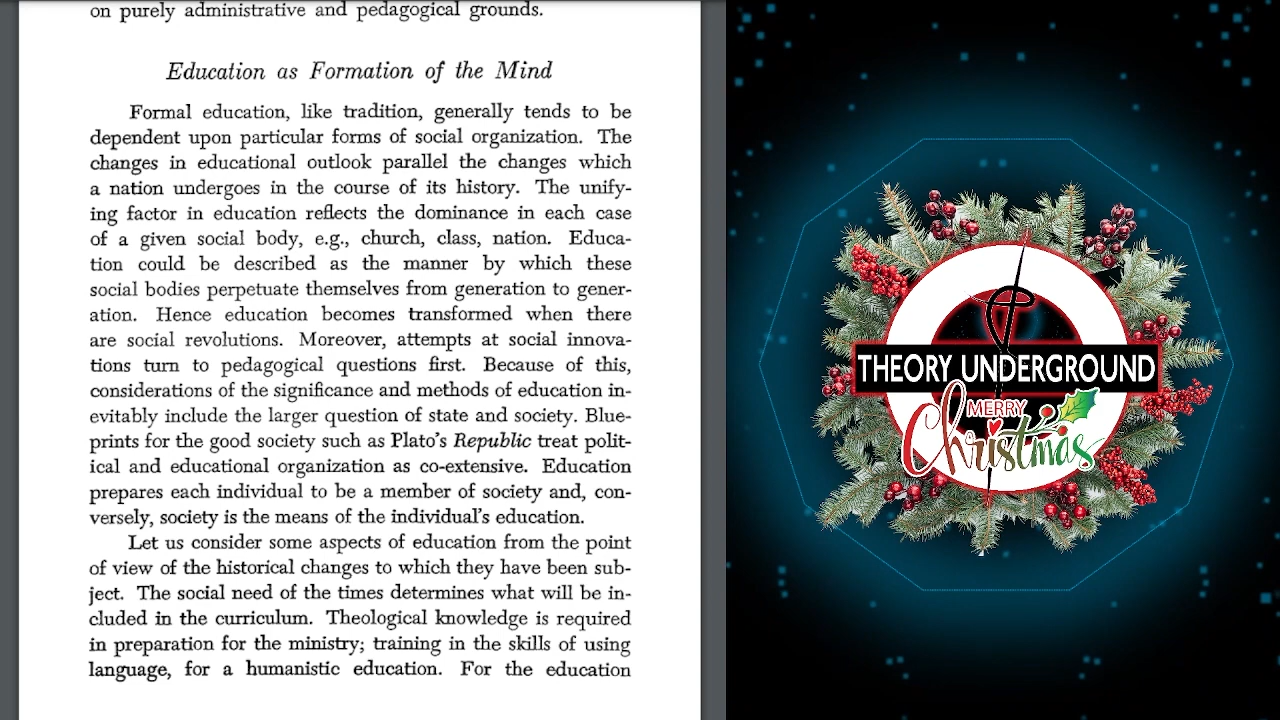 on purely administrative and pedagogical grounds.
Education as Formation of the Mind
Formal education, like tradition, generally tends to be
dependent upon particular forms of social organization. The
changes in educational outlook parallel the changes which
a nation undergoes in the course of its history. The unify-
ing factor in education reflects the dominance in each case
of a given social body, e.g., church, class, nation. Educa-
tion could be described as the manner by which these
social bodies perpetuate themselves from generation to gener-
ation. Hence education becomes transformed when there
are social revolutions. Moreover, attempts at social innova-
tions turn to pedagogical questions first. Because of this,
considerations of the significance and methods of education in-
evitably include the larger question of state and society. Blue-
prints for the good society such as Plato's Republic treat polit-
ical and educational organization as co-extensive. Education
prepares each individual to be a member of society and, con-
versely, society is the means of the individual's education.
Let us consider some aspects of education from the point
of view of the historical changes to which they have been sub-
ject. The social need of the times determines what will be in-
cluded in the curriculum. Theological knowledge is required
in preparation for the ministry; training in the skills of using
language, for a humanistic education. For the education
THEORY UNDERGROUND
MERRY
Christmas